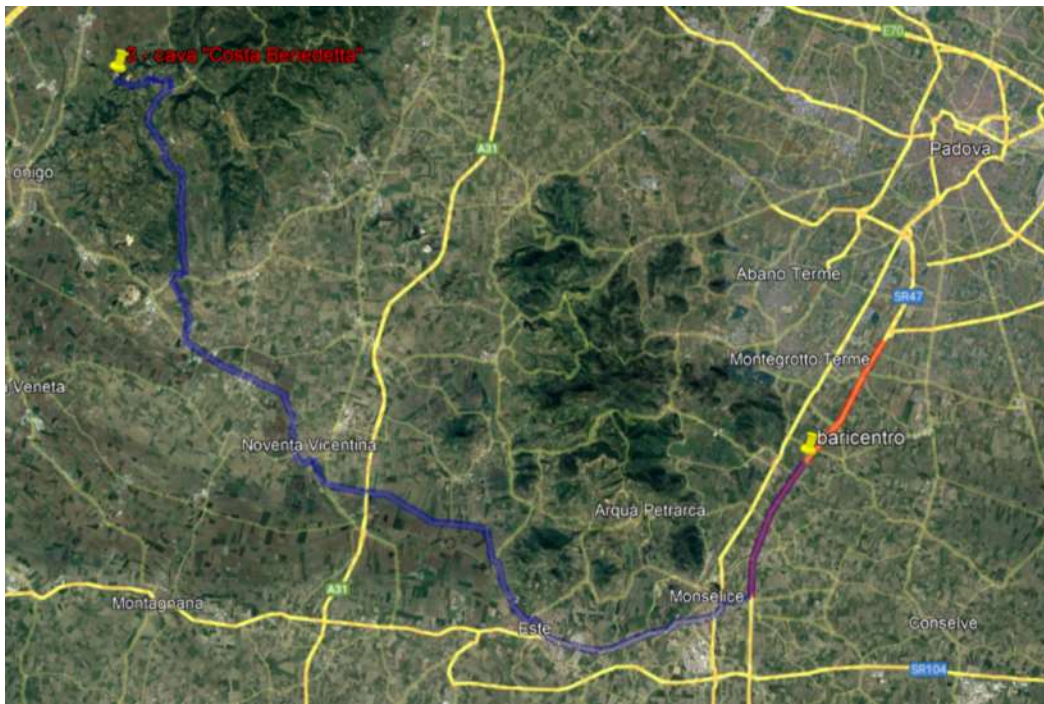 E70
3 - cava "Costa Benedetta"
A31
Padova
onigo
Abano Terme
SR47
Montegrotto Terme
Veneta
baricentro
Noventa Vicentina
Arquà Petrarca
A31
Montagnana
Monselice
Este
Conselve
SR104